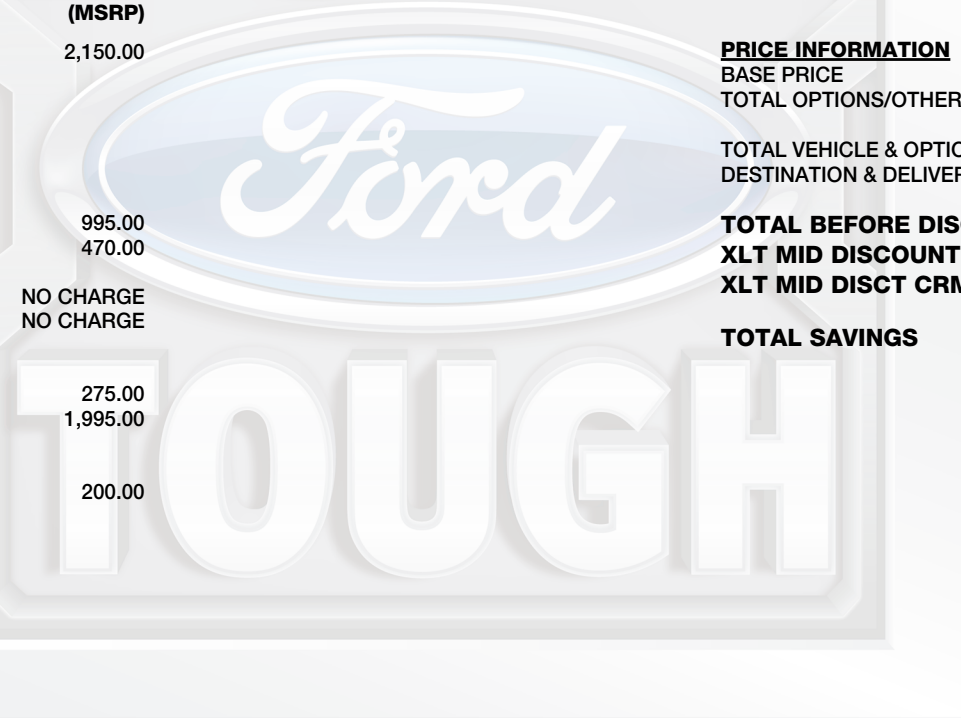 (MSRP)
2,150.00
995.00
470.00
NO CHARGE
NO CHARGE
275.00
1,995.00
200.00
PRICE INFORMATION
BASE PRICE
TOTAL OPTIONS/OTHER
TOTAL VEHICLE & OPTIO
DESTINATION & DELIVER
TOTAL BEFORE DIS
XLT MID DISCOUNT
XLT MID DISCT CRM
TOTAL SAVINGS
Ford
TOUGH